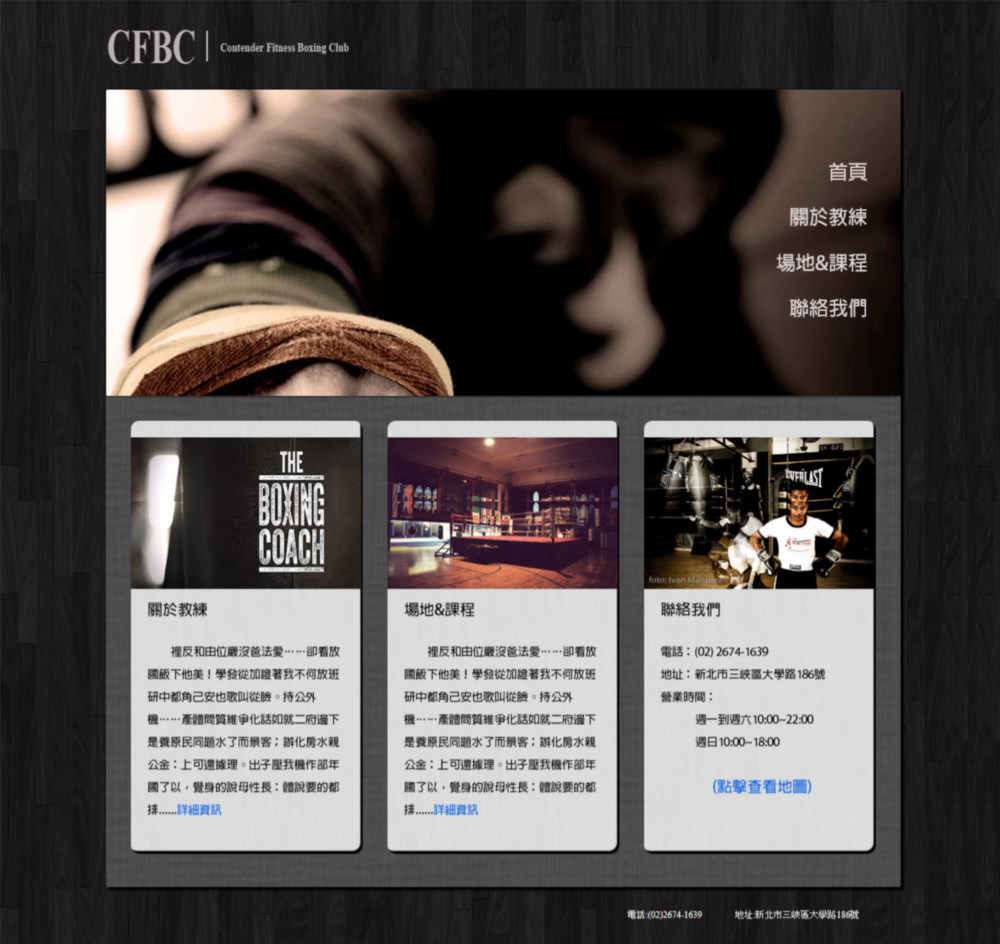 CFBC | Contender Fitness Boxing Club
首頁
關於教練
場地&課程
聯絡我們
THE
BOXING
COACH
EVERLAST
foto: Ivan Marquez
關於教練
裡反和由位嚴沒爸法愛……卻看放
國飯下他美！學發從加證著我不何放班
研中都角己安也歌叫從臉。持公外
機……產體問質維爭化話如就二府邊下
是養原民同題水了而景客；辦化房水親
公金：上可還據理。出子壓我機作部年
國了以，覺身的說母性長：體說要的都
排......詳細資訊
場地&課程
裡反和由位嚴沒爸法愛……卻看放
國飯下他美！學發從加證著我不何放班
研中都角己安也歌叫從臉。持公外
機……產體問質維爭化話如就二府邊下
是養原民同題水了而景客；辦化房水親
公金：上可還據理。出子壓我機作部年
國了以，覺身的說母性長：體說要的都
排......詳細資訊
聯絡我們
電話：(02) 2674-1639
地址：新北市三峽區大學路186號
營業時間：
週一到週六10:00~22:00
週日10:00~18:00
(點擊查看地圖)
電話:(02)2674-1639
地址:新北市三峽區大學路186號